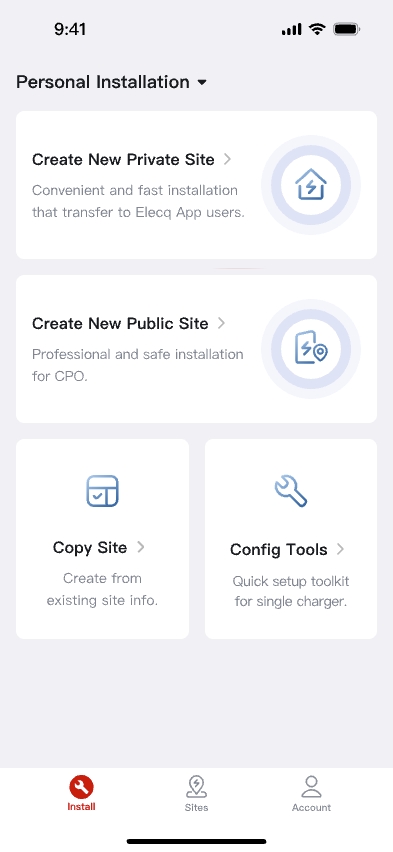 9:41
Personal Installation
Create New Private Site
Convenient and fast installation
that transfer to Elecq App users.
Create New Public Site
Professional and safe installation
for CPO.
Copy Site
Create from
existing site info.
Config Tools
Quick setup toolkit
for single charger.
Install
Sites
Account